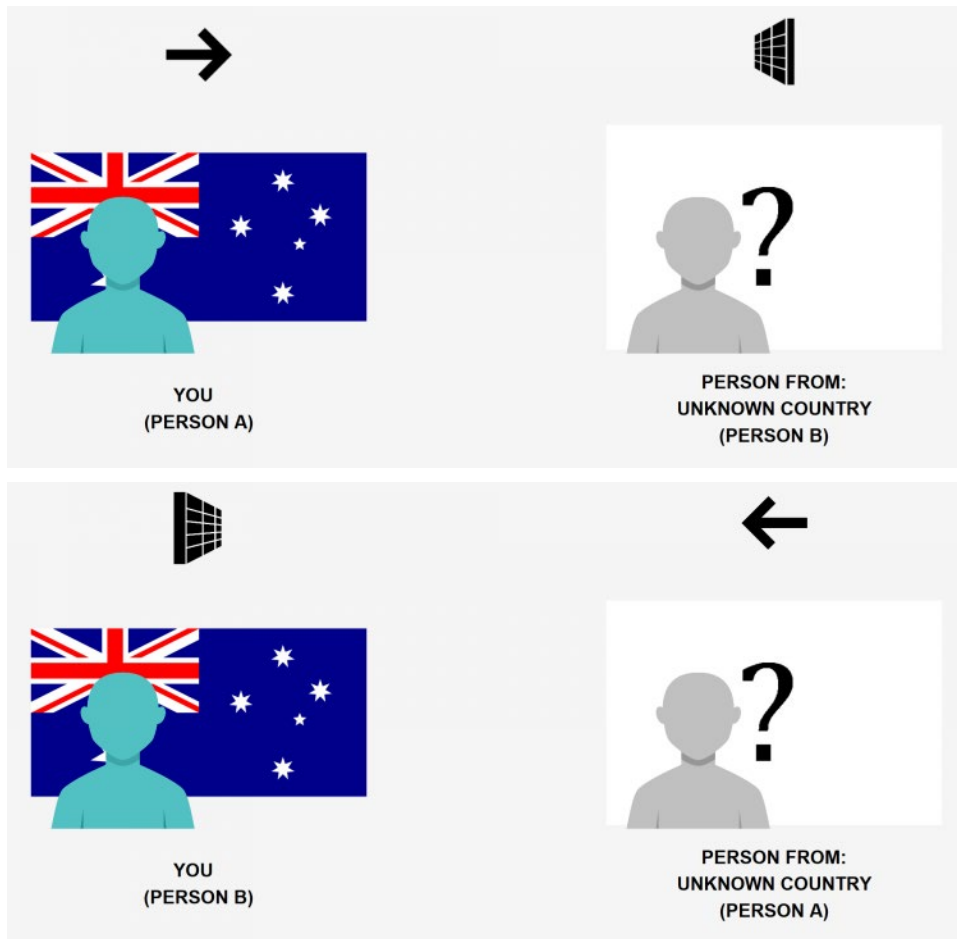 ?
YOU
(PERSON A)
PERSON FROM:
UNKNOWN COUNTRY
(PERSON B)
?
YOU
(PERSON B)
PERSON FROM:
UNKNOWN COUNTRY
(PERSON A)